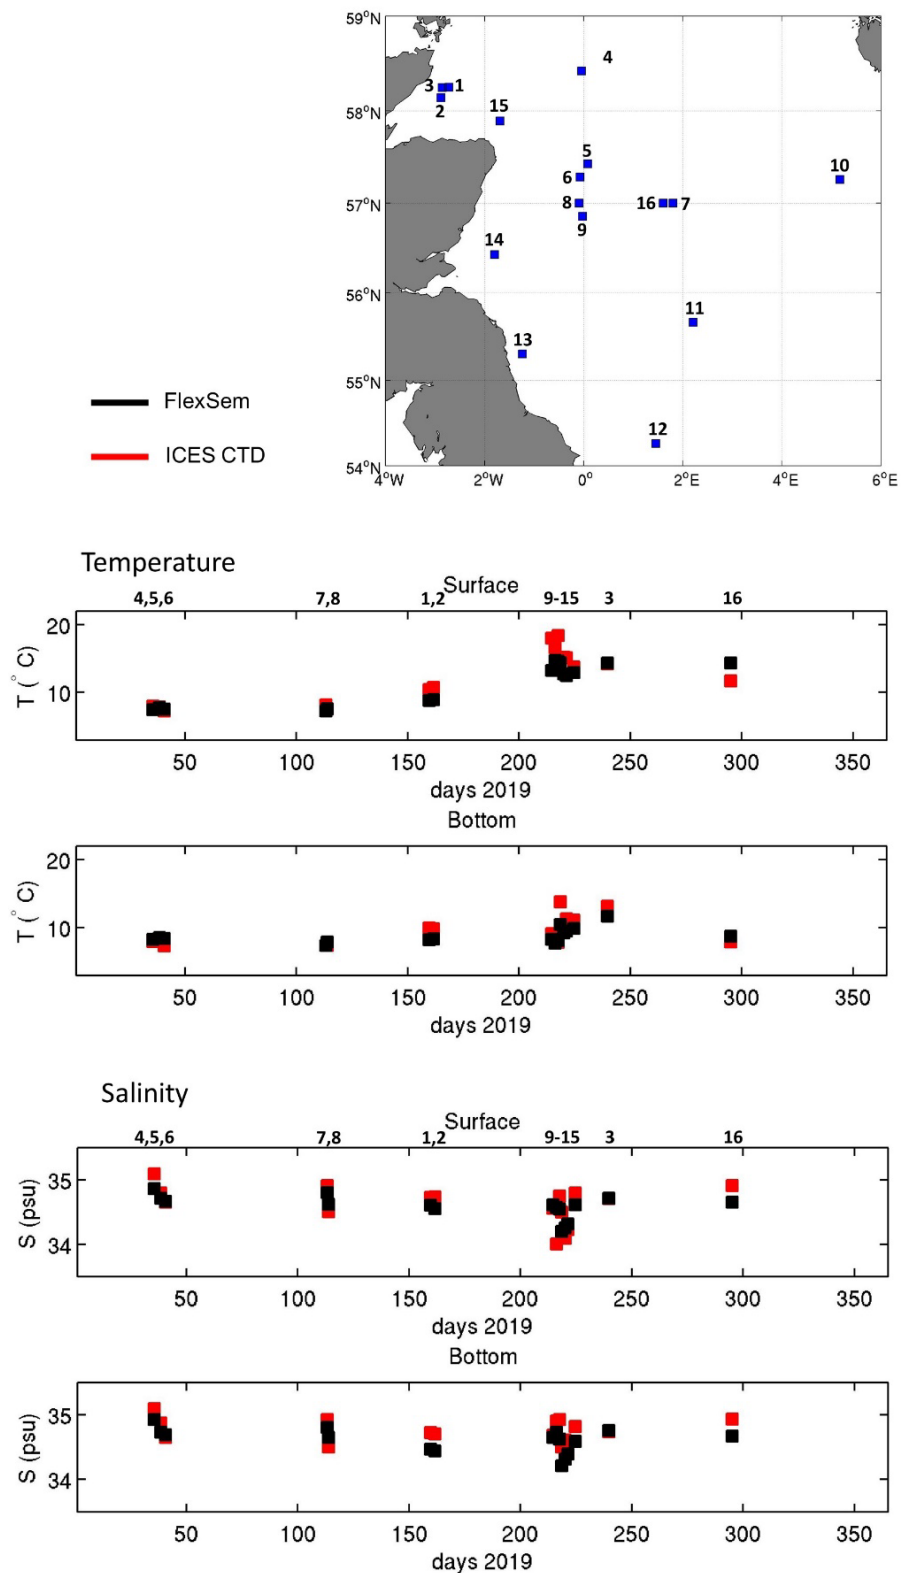 59°N
4
3 1
58°N
2
15
5
6
10
57°N
8
16 7
9
14
56°N
11
13
55°N
12
54°N
4°W 2°W 0° 2°E 4°E 6°E
FlexSem
ICES CTD
Temperature
Surface
4,5,6 7,8 1,2 9-15 3 16
20
10
T (° C)
50 100 150 200 250 300 350
days 2019
Bottom
20
10
T (° C)
50 100 150 200 250 300 350
days 2019
Salinity
Surface
4,5,6 7,8 1,2 9-15 3 16
35
34
S (psu)
50 100 150 200 250 300 350
days 2019
Bottom
35
34
S (psu)
50 100 150 200 250 300 350
days 2019